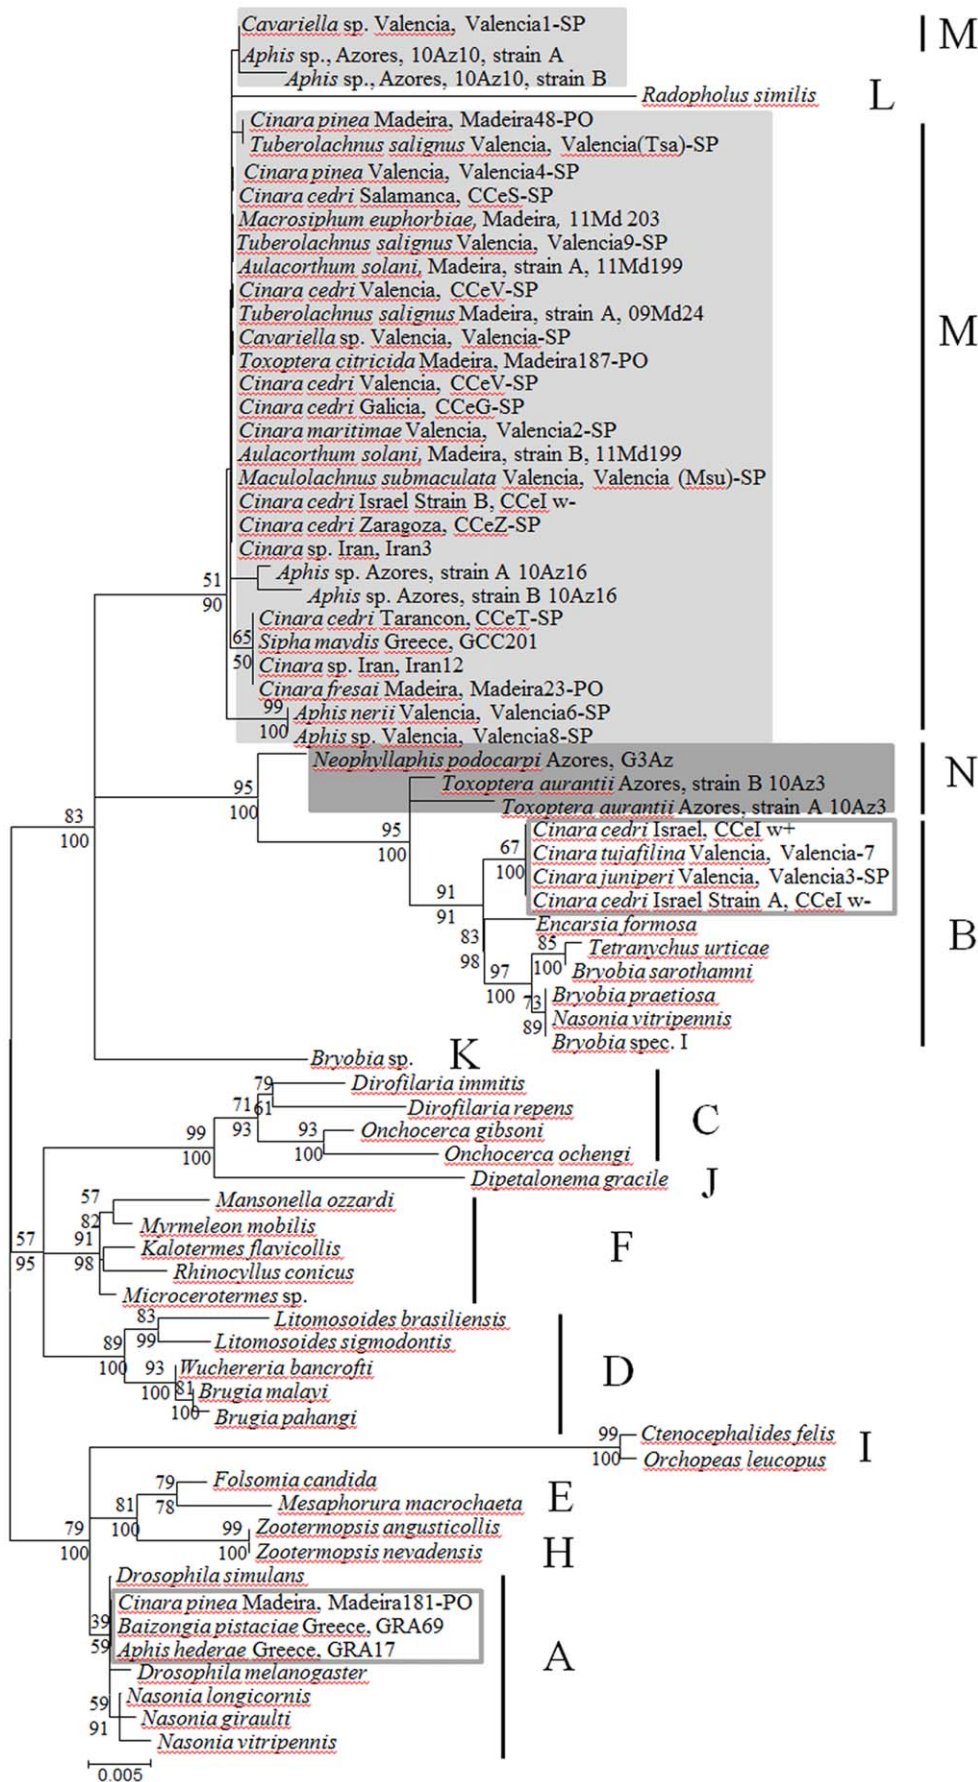 Cavariella sp. Valencia, Valencia1-SP
M
Aphis sp., Azores, 10Az10, strain A
Aphis sp., Azores, 10Az10, strain B
Radopholus similis
L
Cinara pinea Madeira, Madeira48-PO
Tuberolachnus salignus Valencia, Valencia(Tsa)-SP
Cinara pinea Valencia, Valencia4-SP
Cinara cedri Salamanca, CCeS-SP
Macrosiphum euphorbiae, Madeira, 11Md 203
Tuberolachnus salignus Valencia, Valencia9-SP
Aulacorthum solani, Madeira, strain A, 11Md199
Cinara cedri Valencia, CCeV-SP
Tuberolachnus salignus Madeira, strain A, 09Md24
M
Cavariella sp. Valencia, Valencia-SP
Toxoptera citricida Madeira, Madeira187-PO
Cinara cedri Valencia, CCeV-SP
Cinara cedri Galicia, CCeG-SP
Cinara maritimae Valencia, Valencia2-SP
Aulacorthum solani, Madeira, strain B, 11Md199
Maculolachnus submaculata Valencia, Valencia (Msu)-SP
Cinara cedri Israel Strain B, CCeI w-
Cinara cedri Zaragoza, CCeZ-SP
Cinara sp. Iran, Iran3
Aphis sp. Azores, strain A 10Az16
51
90
Aphis sp. Azores, strain B 10Az16
Cinara cedri Tarancon, CCeT-SP
65
Sipha maydis Greece, GCC201
50
Cinara sp. Iran, Iran12
Cinara fresai Madeira, Madeira23-PO
99
Aphis nerii Valencia, Valencia6-SP
100
Aphis sp. Valencia, Valencia8-SP
Neophyllaphis podocarpi Azores, G3Az
N
Toxoptera aurantii Azores, strain B 10Az3
95
100
Toxoptera aurantii Azores, strain A 10Az3
83
100
95
100
Cinara cedri Israel, CCeI w+
67
Cinara tujafilina Valencia, Valencia-7
100
Cinara juniperi Valencia, Valencia3-SP
Cinara cedri Israel Strain A, CCeI w-
91
91
Encarsia formosa
B
83
98
85
Tetranychus urticae
100
Bryobia sarothamni
97
100
Bryobia praetiosa
73
Nasonia vitripennis
89
Bryobia spec. I
Bryobia sp.
K
79
Dirofilaria immitis
71
61
Dirofilaria repens
93
C
99
100
93
Onchocerca gibsoni
100
Onchocerca ochengi
Dipetalonema gracile
J
57
Mansonella ozzardi
82
Myrmeleon mobilis
57
95
91
Kalotermes flavicollis
F
98
Rhinocyllus conicus
Microcerotermes sp.
83
Litomosoides brasiliensis
99
Litomosoides sigmodontis
89
100
93
Wuchereria bancrofti
D
100
81
Brugia malayi
100
Brugia pahangi
99
Ctenocephalides felis
I
100
Orchopeas leucopus
79
Folsomia candida
78
Mesaphorura macrochaeta
E
81
100
99
Zootermopsis angusticollis
79
100
100
Zootermopsis nevadensis
H
Drosophila simulans
Cinara pinea Madeira, Madeira181-PO
39
Baizongia pistaciae Greece, GRA69
59
Aphis hederae Greece, GRA17
A
Drosophila melanogaster
59
Nasonia longicornis
91
Nasonia giraulti
Nasonia vitripennis
0.005